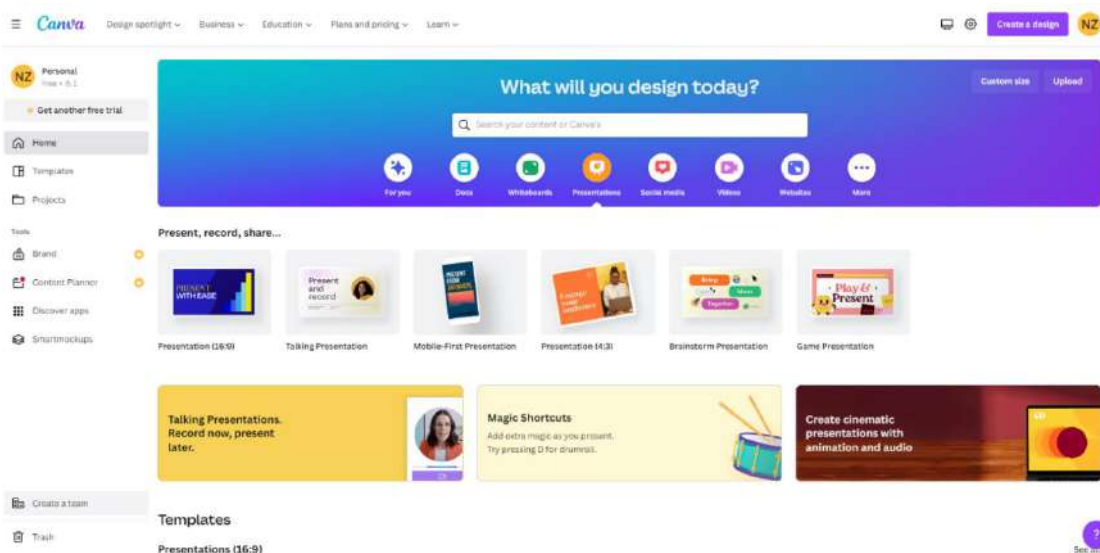 Canva
Design spotlight
Business
Education
Plans and pricing
Learn
Create a design
NZ
NZ
Personal
Get another free trial
Home
Templates
Projects
Tools
Brand
Content Planner
Discover apps
Smartmockups
Create a team
Trash
What will you design today?
Custom size
Upload
Search your content or Canva's
For you
Docs
Whiteboards
Presentations
Social media
Videos
Websites
More
Present, record, share...
PRESENT
WITH EASE
Present
and
record
Play &
Present
Presentation (16:9)
Talking Presentation
Mobile-First Presentation
Presentation (4:3)
Brainstorm Presentation
Game Presentation
Talking Presentations.
Record now, present
later.
Magic Shortcuts
Add extra magic as you present.
Try pressing D for drumroll.
Create cinematic
presentations with
animation and audio
Templates
Presentations (16:9)
?